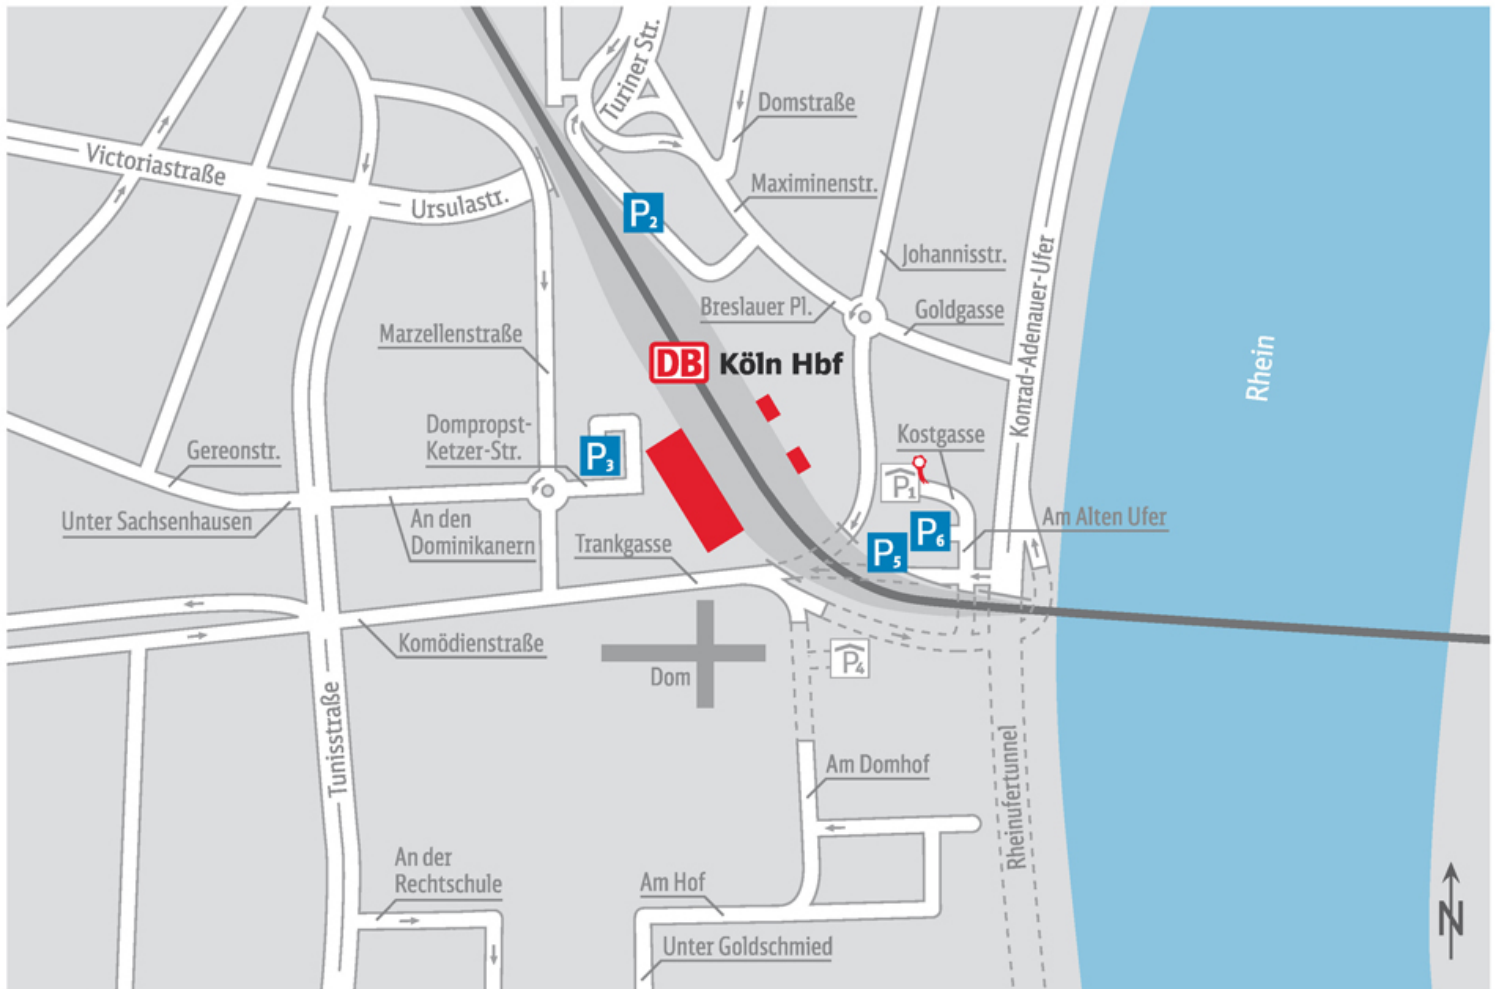 Turiner Str.
Domstraße
Victoriastraße
Ursulastr.
Maximinenstr.
P2
Johannisstr.
Konrad-Adenauer-Ufer
Breslauer Pl.
Goldgasse
Marzellenstraße
DB Köln Hbf
Rhein
Dompropst-
Ketzer-Str.
P3
Gereonstr.
Kostgasse
P1
Unter Sachsenhausen
An den
Dominikanern
Trankgasse
P5
P6
Am Alten Ufer
Komödienstraße
Dom
P4
Tunisstraße
Rheinufertunnel
Am Domhof
An der
Rechtschule
Am Hof
Unter Goldschmied
N